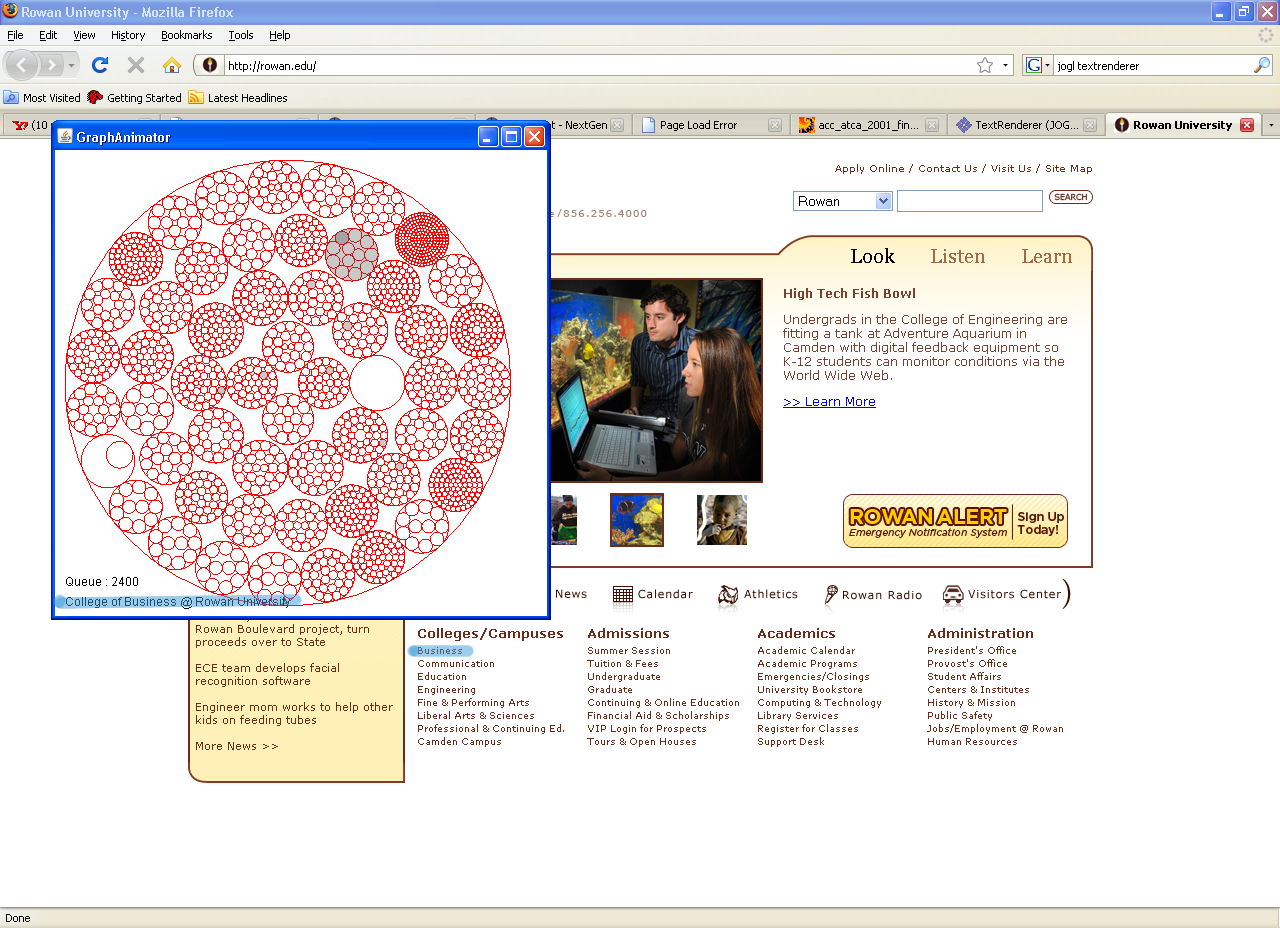 Rowan University - Mozilla Firefox
File Edit View History Bookmarks Tools Help
http://rowan.edu/
jogl textrenderer
Most Visited Getting Started Latest Headlines
(10
t - NextGen
Page Load Error
acc_atca_2001_fin...
TextRenderer (JOG...
Rowan University
GraphAnimator
Queue : 2400
College of Business @ Rowan University
Apply Online / Contact Us / Visit Us / Site Map
Rowan
SEARCH
/856.256.4000
Look Listen Learn
High Tech Fish Bowl
Undergrads in the College of Engineering are
fitting a tank at Adventure Aquarium in
Camden with digital feedback equipment so
K-12 students can monitor conditions via the
World Wide Web.
>> Learn More
ROWAN ALERT
Emergency Notification System
Sign Up
Today!
News Calendar Athletics Rowan Radio Visitors Center
Rowan Boulevard project, turn
proceeds over to State
ECE team develops facial
recognition software
Engineer mom works to help other
kids on feeding tubes
More News >>
Colleges/Campuses
Business
Communication
Education
Engineering
Fine & Performing Arts
Liberal Arts & Sciences
Professional & Continuing Ed.
Camden Campus
Admissions
Summer Session
Tuition & Fees
Undergraduate
Graduate
Continuing & Online Education
Financial Aid & Scholarships
VIP Login for Prospects
Tours & Open Houses
Academics
Academic Calendar
Academic Programs
Emergencies/Closings
University Bookstore
Computing & Technology
Library Services
Register for Classes
Support Desk
Administration
President's Office
Provost's Office
Student Affairs
Centers & Institutes
History & Mission
Public Safety
Jobs/Employment @ Rowan
Human Resources
Done